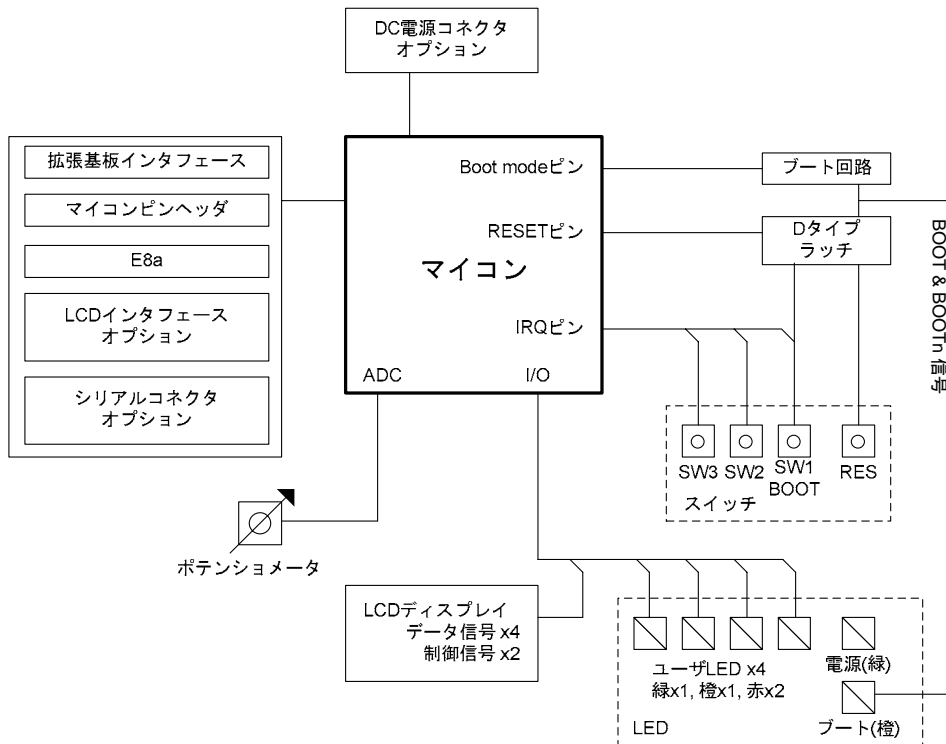 DC電源コネクタ
オプション
拡張基板インタフェース
マイコンピンヘッダ
E8a
LCDインタフェース
オプション
シリアルコネクタ
オプション
Boot modeピン
RESETピン
マイコン
IRQピン
ADC
I/O
ブート回路
Dタイプ
ラッチ
BOOT & BOOTn 信号
SW3
SW2
SW1
BOOT
RES
スイッチ
ポテンショメータ
LCDディスプレイ
データ信号 x4
制御信号 x2
ユーザLED x4
緑x1, 橙x1, 赤x2
電源(緑)
ブート(橙)
LED